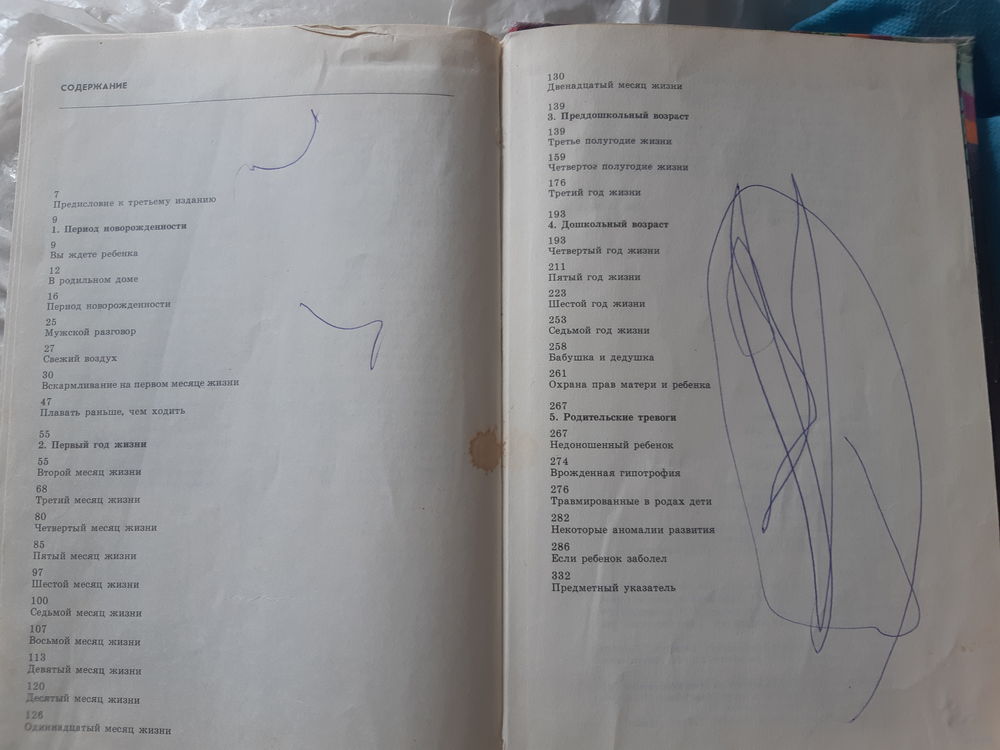 СОДЕРЖАНИЕ
7
Предисловие к третьему изданию
9
1. Период новорожденности
9
Вы ждете ребенка
12
В родильном доме
16
Период новорожденности
25
Мужской разговор
27
Свежий воздух
30
Вскармливание на первом месяце жизни
47
Плавать раньше, чем ходить
55
2. Первый год жизни
55
Второй месяц жизни
68
Третий месяц жизни
80
Четвертый месяц жизни
85
Пятый месяц жизни
97
Шестой месяц жизни
100
Седьмой месяц жизни
107
Восьмой месяц жизни
113
Девятый месяц жизни
120
Десятый месяц жизни
126
Одиннадцатый месяц жизни
130
Двенадцатый месяц жизни
139
3. Преддошкольный возраст
139
Третье полугодие жизни
159
Четвертое полугодие жизни
176
Третий год жизни
193
4. Дошкольный возраст
193
Четвертый год жизни
211
Пятый год жизни
223
Шестой год жизни
253
Седьмой год жизни
258
Бабушка и дедушка
261
Охрана прав матери и ребенка
267
5. Родительские тревоги
267
Недоношенный ребенок
274
Врожденная гипотрофия
276
Травмированные в родах дети
282
Некоторые аномалии развития
286
Если ребенок заболел
332
Предметный указатель